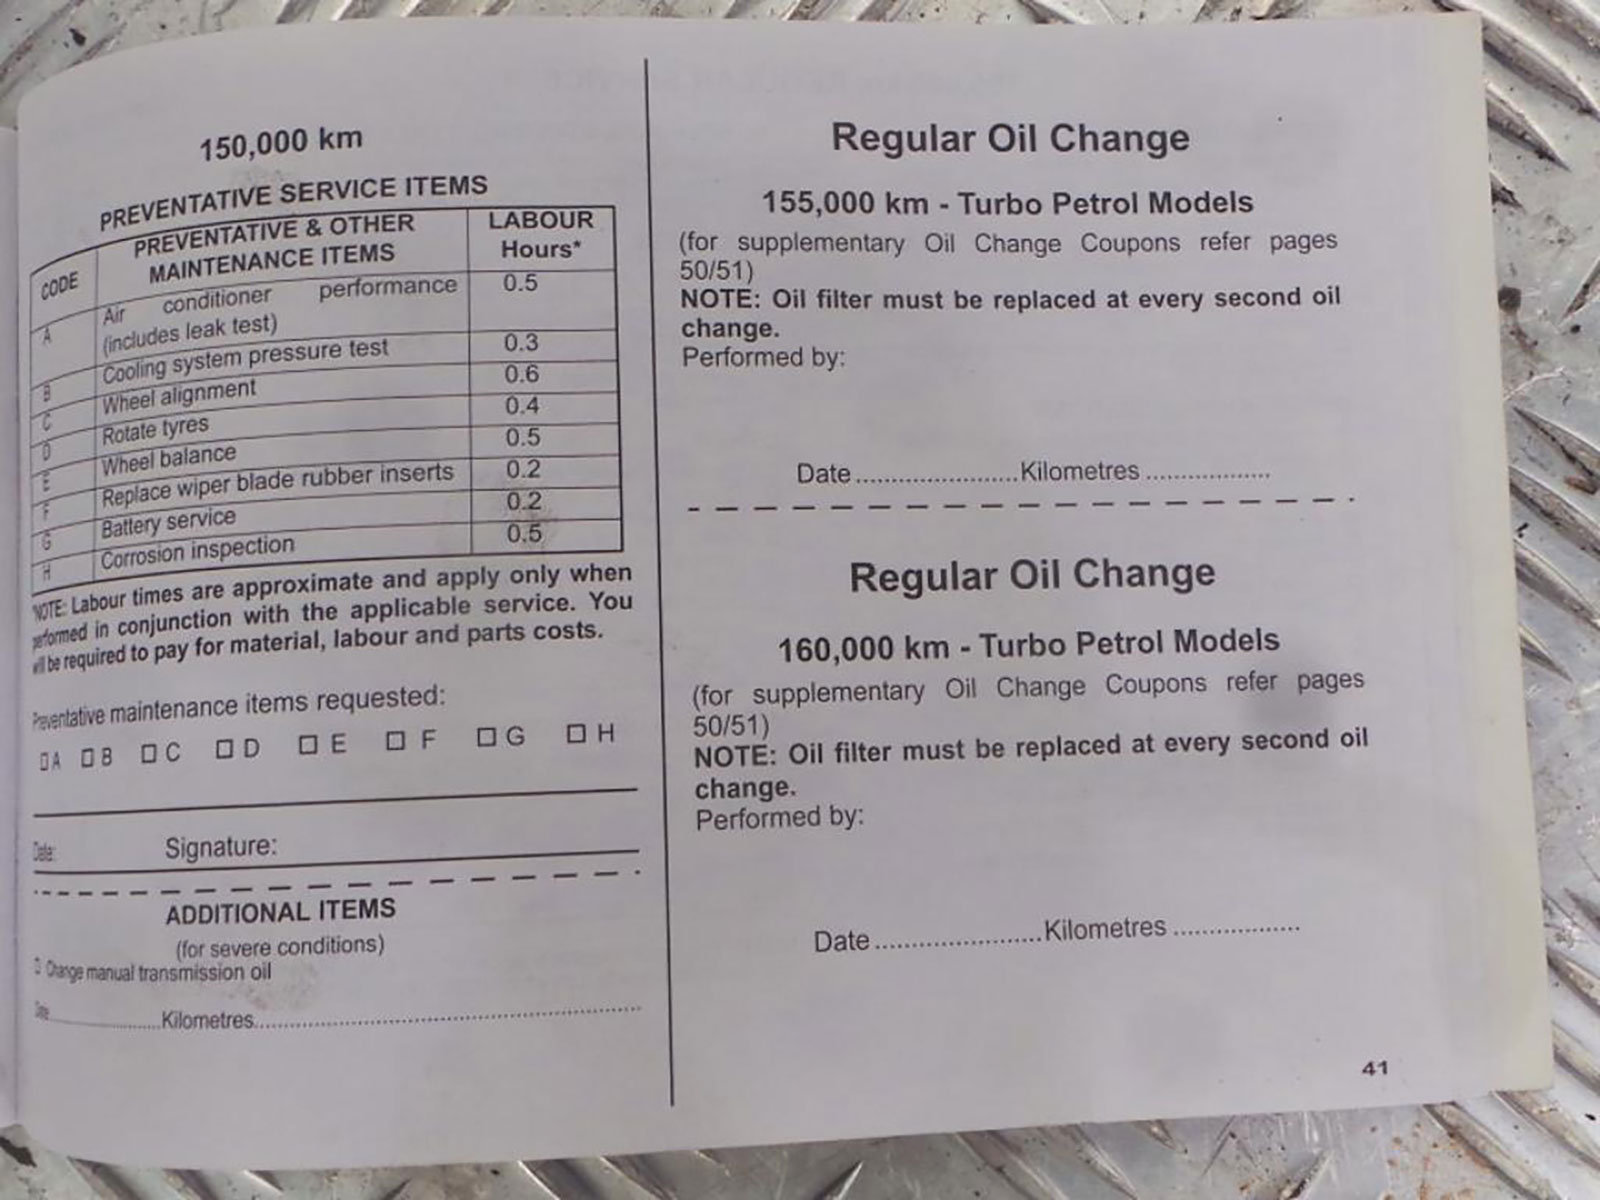 150,000 km
PREVENTATIVE SERVICE ITEMS
CODE PREVENTATIVE & OTHER MAINTENANCE ITEMS LABOUR Hours*
A Air conditioner performance (includes leak test) 0.5
B Cooling system pressure test 0.3
C Wheel alignment 0.6
D Rotate tyres 0.4
E Wheel balance 0.5
F Replace wiper blade rubber inserts 0.2
G Battery service 0.2
H Corrosion inspection 0.5
*NOTE: Labour times are approximate and apply only when
performed in conjunction with the applicable service. You
will be required to pay for material, labour and parts costs.
Preventative maintenance items requested:
□ A □ B □ C □ D □ E □ F □ G □ H
Date: Signature:
ADDITIONAL ITEMS
(for severe conditions)
□ Change manual transmission oil
Date......................Kilometres..............................................................
Regular Oil Change
155,000 km - Turbo Petrol Models
(for supplementary Oil Change Coupons refer pages
50/51)
NOTE: Oil filter must be replaced at every second oil
change.
Performed by:
Date.......................Kilometres..................
Regular Oil Change
160,000 km - Turbo Petrol Models
(for supplementary Oil Change Coupons refer pages
50/51)
NOTE: Oil filter must be replaced at every second oil
change.
Performed by:
Date.......................Kilometres..................
41